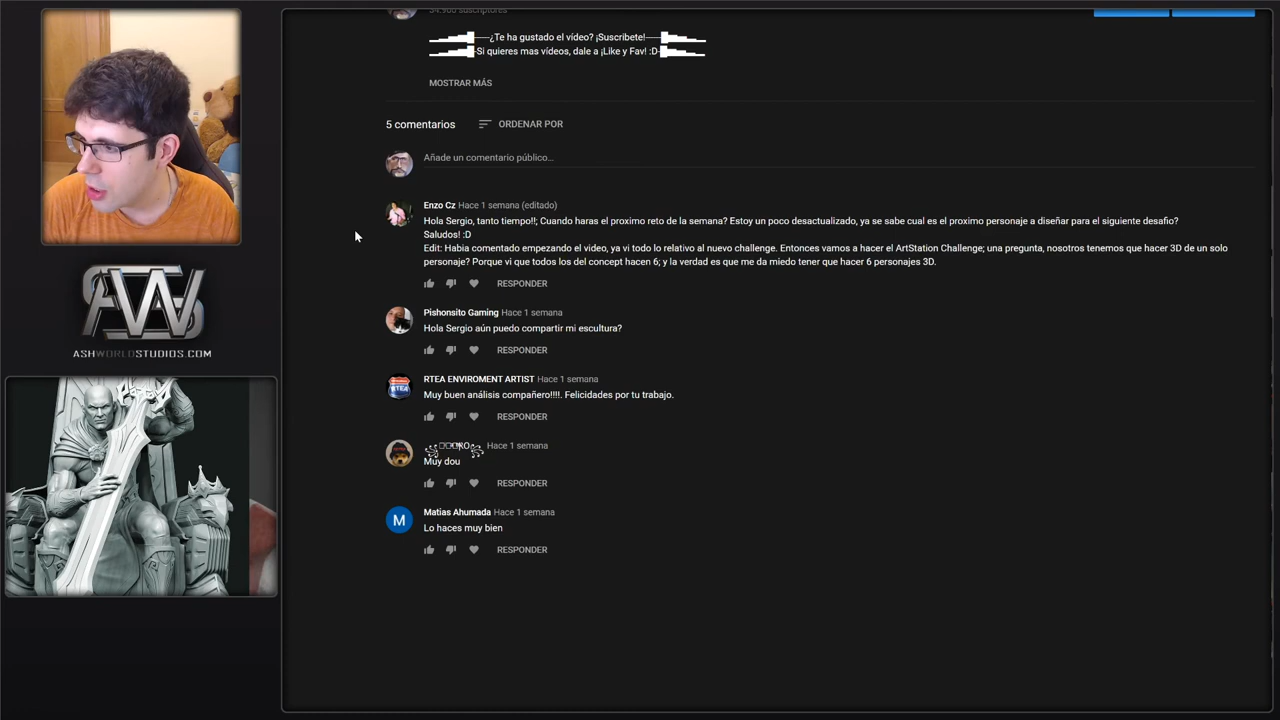 34.900 suscriptores
¿Te ha gustado el vídeo? ¡Suscribete!
Si quieres mas vídeos, dale a ¡Like y Fav! :D
MOSTRAR MÁS
5 comentarios
ORDENAR POR
Añade un comentario público...
Enzo Cz Hace 1 semana (editado)
Hola Sergio, tanto tiempo!!; Cuando haras el proximo reto de la semana? Estoy un poco desactualizado, ya se sabe cual es el proximo personaje a diseñar para el siguiente desafio?
Saludos! :D
Edit: Habia comentado empezando el video, ya vi todo lo relativo al nuevo challenge. Entonces vamos a hacer el ArtStation Challenge; una pregunta, nosotros tenemos que hacer 3D de un solo
personaje? Porque vi que todos los del concept hacen 6; y la verdad es que me da miedo tener que hacer 6 personajes 3D.
RESPONDER
Pishonsito Gaming Hace 1 semana
Hola Sergio aún puedo compartir mi escultura?
RESPONDER
RTEA ENVIROMENT ARTIST Hace 1 semana
Muy buen análisis compañero!!!!. Felicidades por tu trabajo.
RESPONDER
Hace 1 semana
Muy dou
RESPONDER
M
Matias Ahumada Hace 1 semana
Lo haces muy bien
RESPONDER
ASHWORLDSTUDIOS.COM